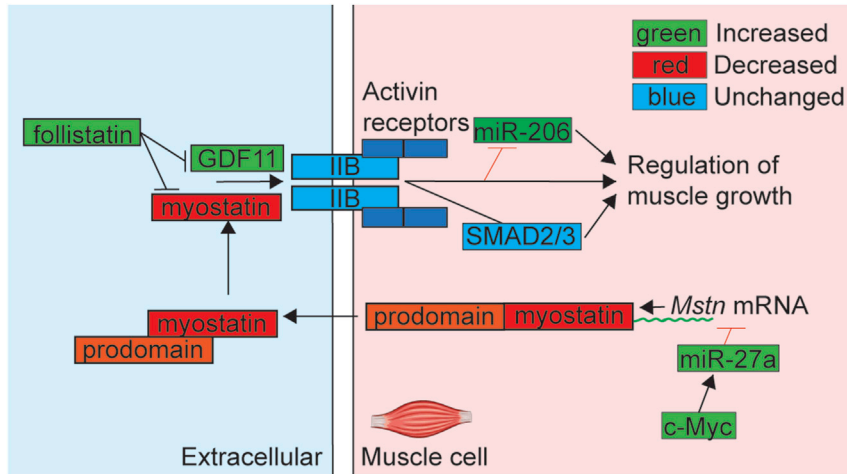 green Increased
red Decreased
blue Unchanged
Activin
receptors
follistatin
GDF11
myostatin
IIB
IIB
miR-206
SMAD2/3
Regulation of
muscle growth
myostatin
prodomain
prodomain myostatin
Mstn mRNA
miR-27a
c-Myc
Extracellular
Muscle cell